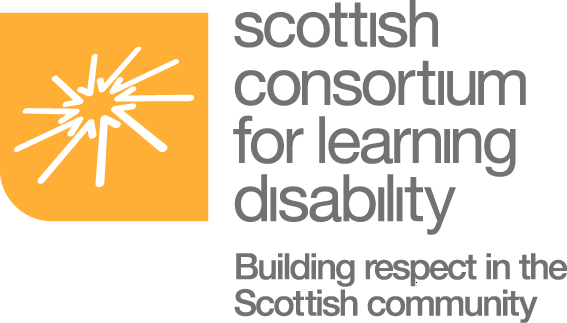 scottish
consortium
for learning
disability
Building respect in the
Scottish community